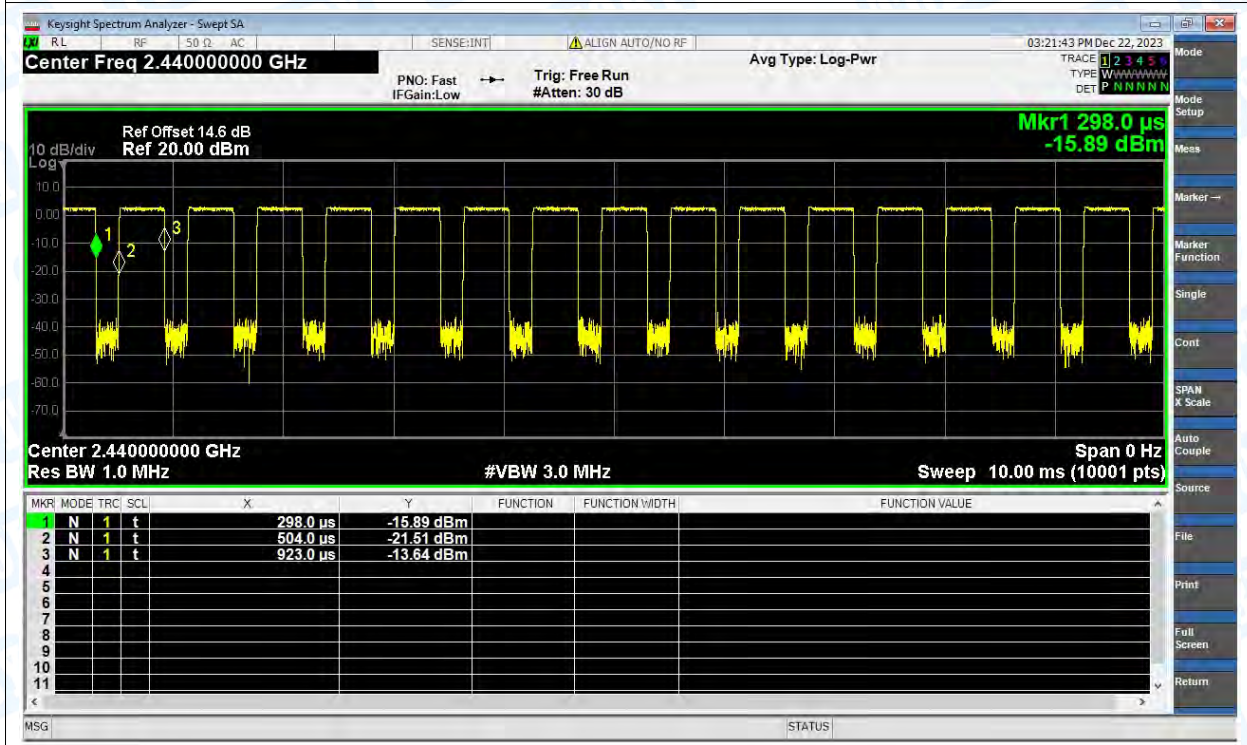 Keysight Spectrum Analyzer - Swept SA
LXI RL RF 50 Ω AC SENSE:INT ALIGN AUTO/NO RF 03:21:43 PM Dec 22, 2023
Center Freq 2.440000000 GHz
PNO: Fast
IFGain:Low
Trig: Free Run
#Atten: 30 dB
Avg Type: Log-Pwr
TRACE 1 2 3 4 5 6
TYPE W
DET P N N N N N
Ref Offset 14.6 dB
10 dB/div Ref 20.00 dBm
Log
Mkr1 298.0 µs
-15.89 dBm
10.0
0.00
-10.0
-20.0
-30.0
-40.0
-50.0
-60.0
-70.0
1
2
3
Center 2.440000000 GHz Span 0 Hz
Res BW 1.0 MHz #VBW 3.0 MHz Sweep 10.00 ms (10001 pts)
MKR MODE TRC SCL X Y FUNCTION FUNCTION WIDTH FUNCTION VALUE
1 N 1 t 298.0 µs -15.89 dBm
2 N 1 t 504.0 µs -21.51 dBm
3 N 1 t 923.0 µs -13.64 dBm
4
5
6
7
8
9
10
11
MSG STATUS
Mode
Mode
Setup
Meas
Marker→
Marker
Function
Single
Cont
SPAN
X Scale
Auto
Couple
Source
File
Print
Full
Screen
Return